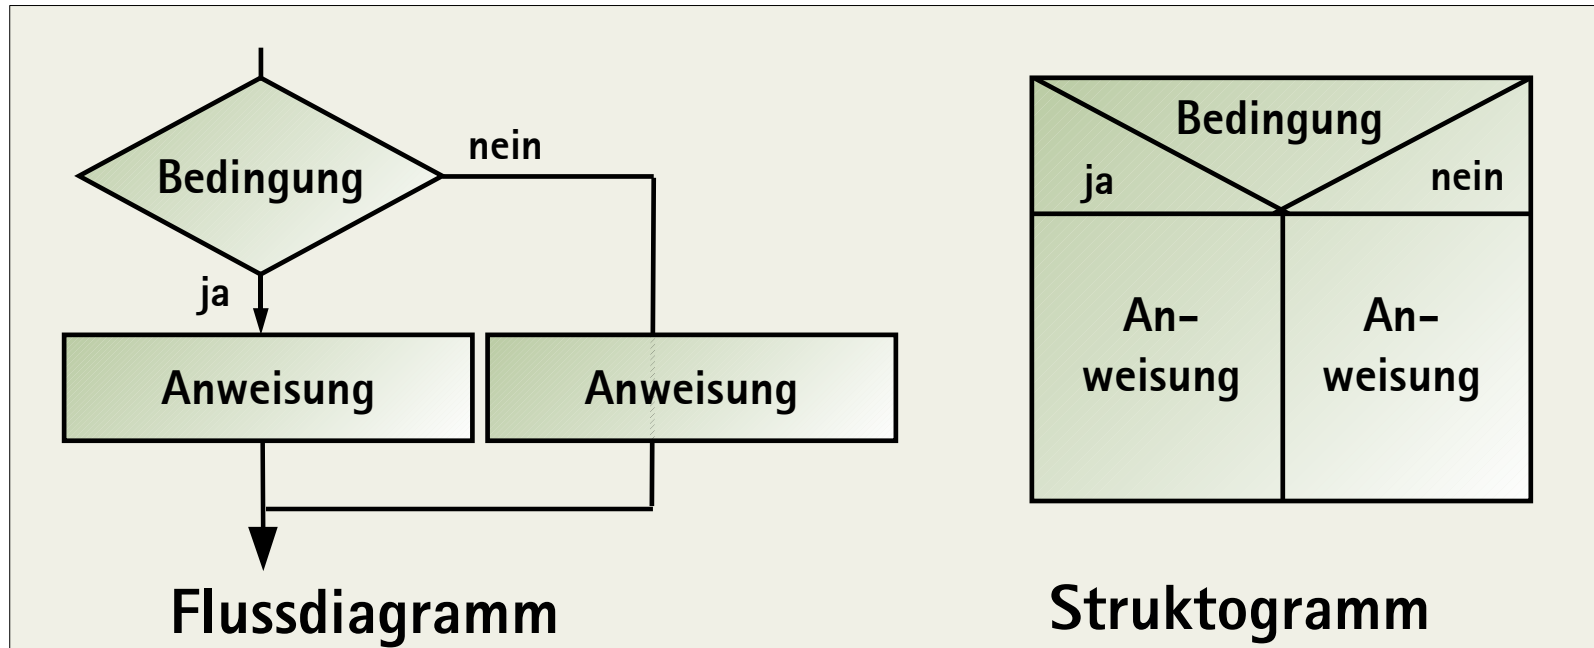 Bedingung
nein
ja
Anweisung
Anweisung
Flussdiagramm
Bedingung
ja
nein
An-
weisung
An-
weisung
Struktogramm